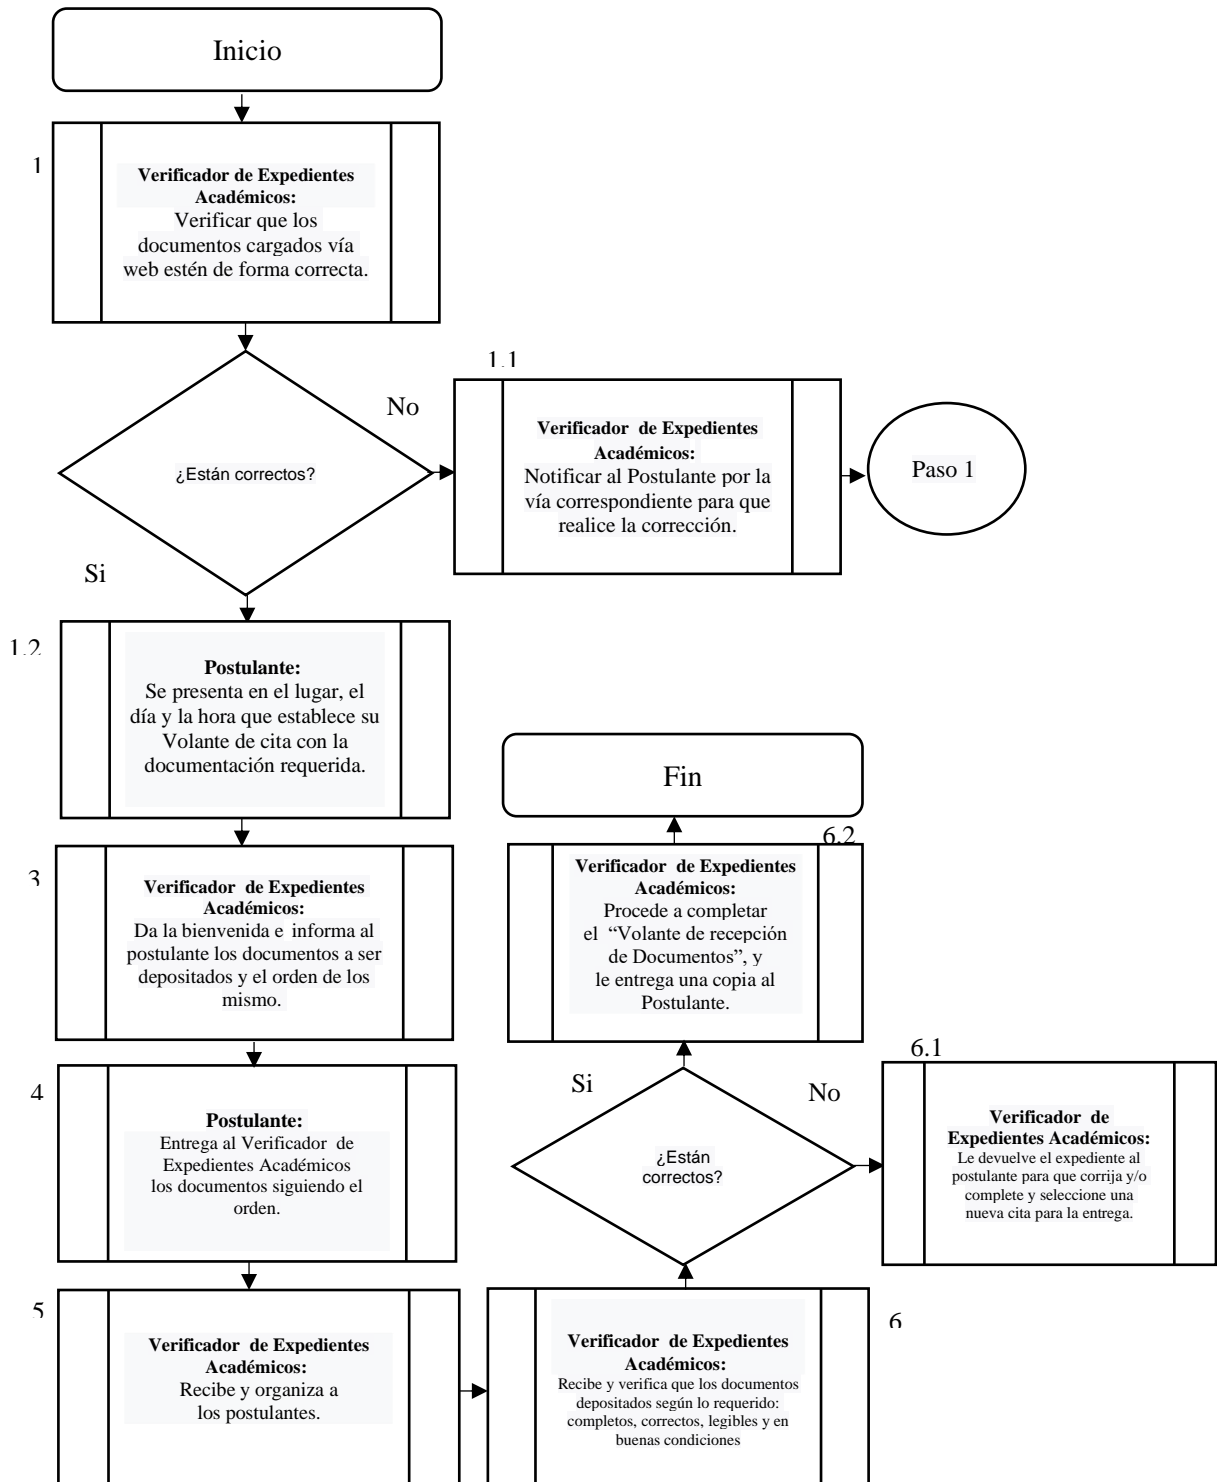 Inicio
1
Verificador de Expedientes
Académicos:
Verificar que los
documentos cargados vía
web estén de forma correcta.
¿Están correctos?
No
1.1
Verificador de Expedientes
Académicos:
Notificar al Postulante por la
vía correspondiente para que
realice la corrección.
Paso 1
Si
1.2
Postulante:
Se presenta en el lugar, el
día y la hora que establece su
Volante de cita con la
documentación requerida.
3
Verificador de Expedientes
Académicos:
Da la bienvenida e informa al
postulante los documentos a ser
depositados y el orden de los
mismo.
4
Postulante:
Entrega al Verificador de
Expedientes Académicos
los documentos siguiendo el
orden.
5
Verificador de Expedientes
Académicos:
Recibe y organiza a
los postulantes.
6
Verificador de Expedientes
Académicos:
Recibe y verifica que los documentos
depositados según lo requerido:
completos, correctos, legibles y en
buenas condiciones
¿Están
correctos?
No
6.1
Verificador de
Expedientes Académicos:
Le devuelve el expediente al
postulante para que corrija y/o
complete y seleccione una
nueva cita para la entrega.
Si
6.2
Verificador de Expedientes
Académicos:
Procede a completar
el “Volante de recepción
de Documentos”, y
le entrega una copia al
Postulante.
Fin